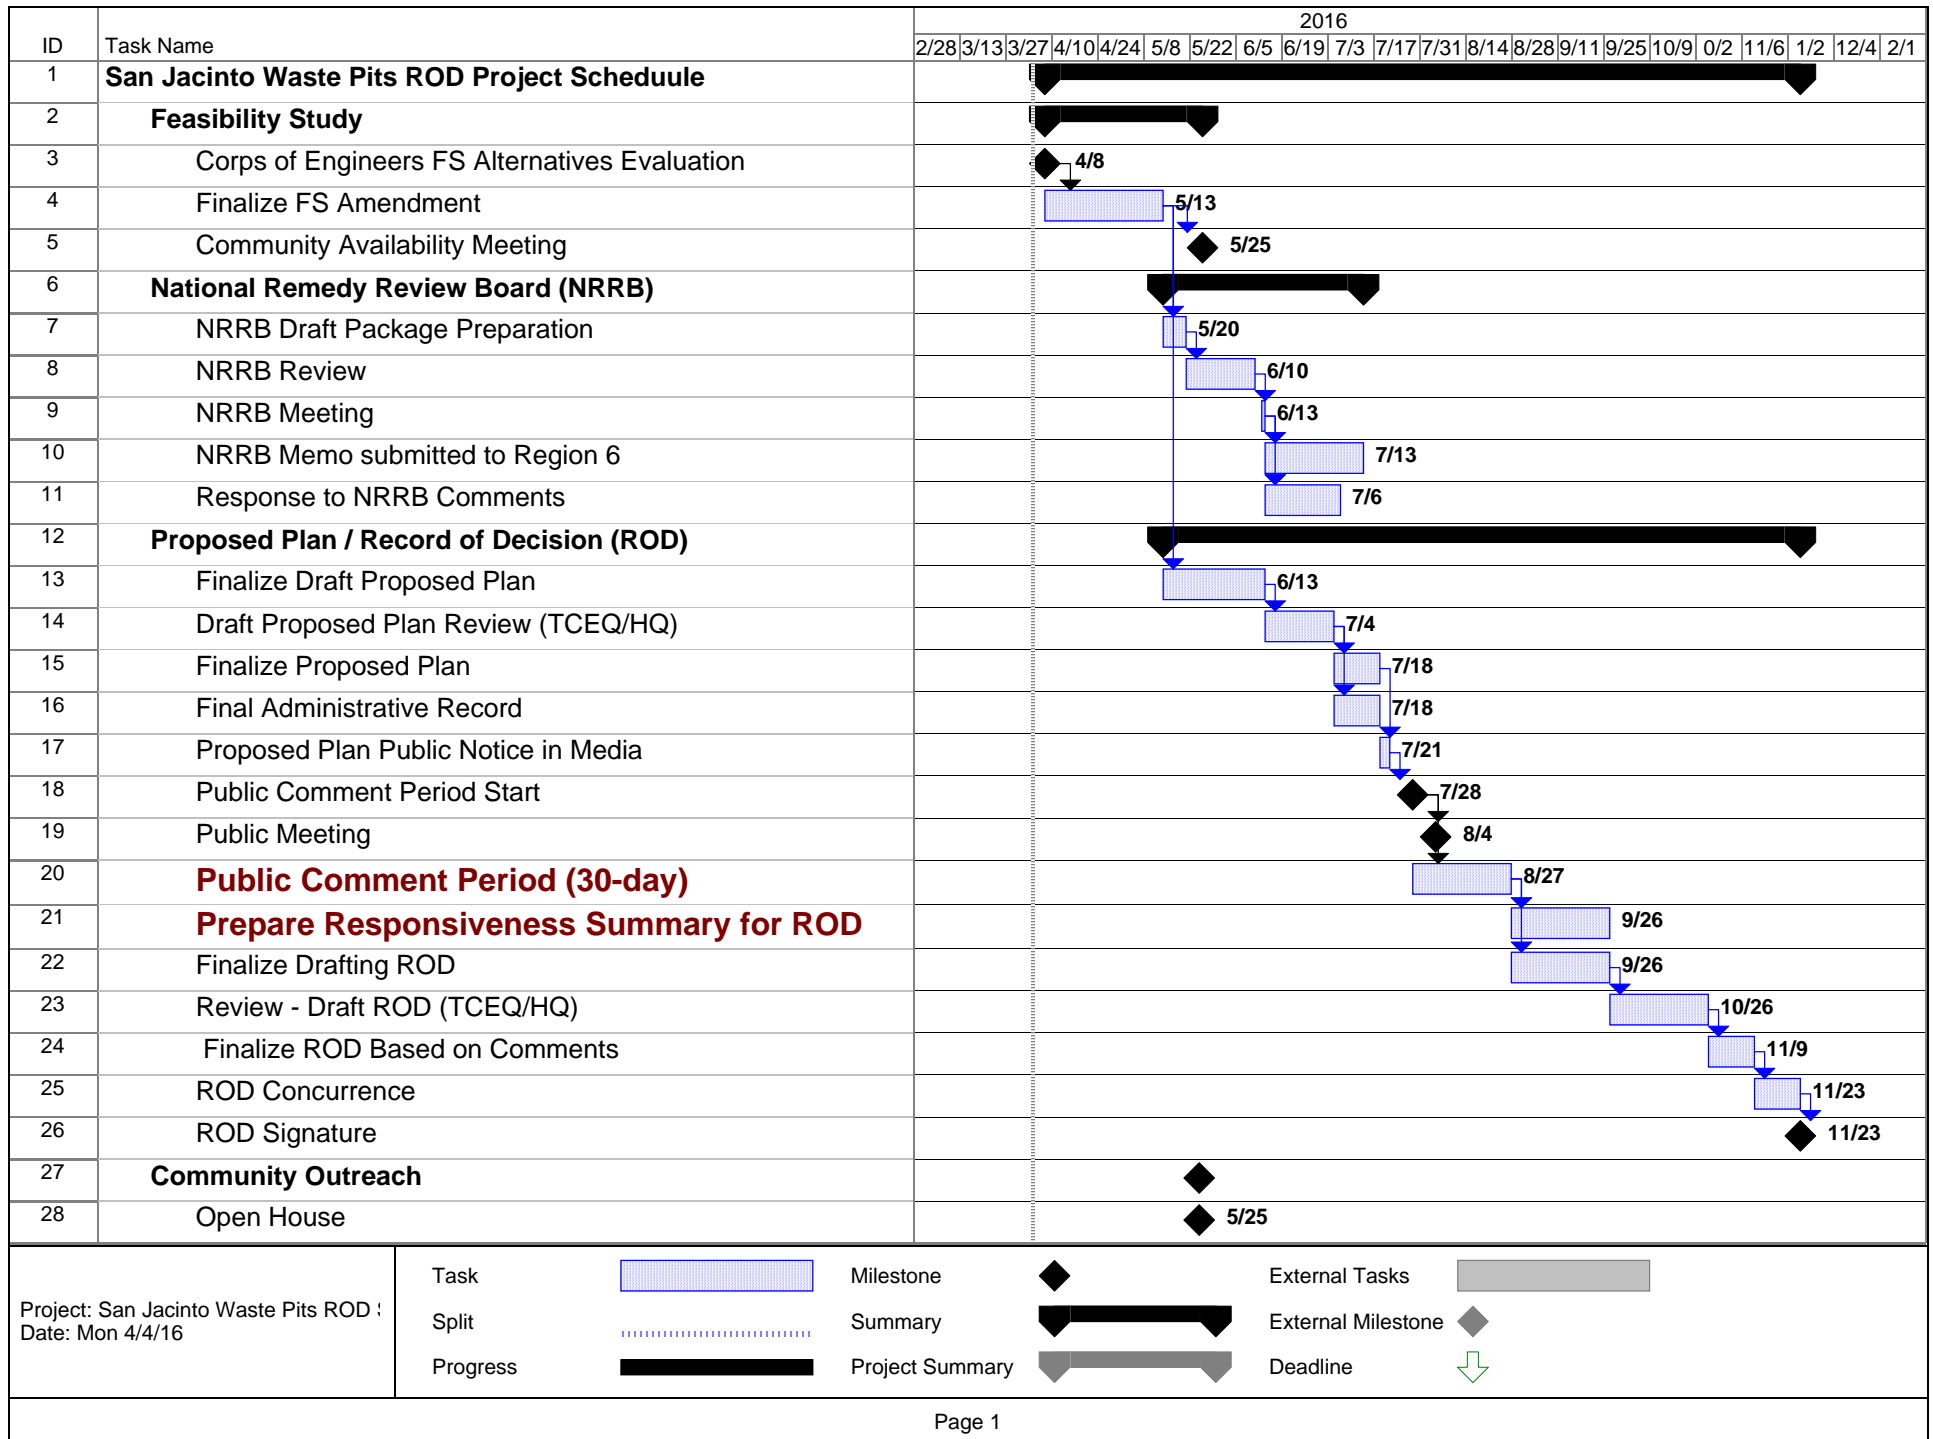 2016
ID Task Name 2/28 3/13 3/27 4/10 4/24 5/8 5/22 6/5 6/19 7/3 7/17 7/31 8/14 8/28 9/11 9/25 10/9 0/2 11/6 1/2 12/4 2/1
1 San Jacinto Waste Pits ROD Project Scheduule
2 Feasibility Study
3 Corps of Engineers FS Alternatives Evaluation 4/8
4 Finalize FS Amendment 5/13
5 Community Availability Meeting 5/25
6 National Remedy Review Board (NRRB)
7 NRRB Draft Package Preparation 5/20
8 NRRB Review 6/10
9 NRRB Meeting 6/13
10 NRRB Memo submitted to Region 6 7/13
11 Response to NRRB Comments 7/6
12 Proposed Plan / Record of Decision (ROD)
13 Finalize Draft Proposed Plan 6/13
14 Draft Proposed Plan Review (TCEQ/HQ) 7/4
15 Finalize Proposed Plan 7/18
16 Final Administrative Record 7/18
17 Proposed Plan Public Notice in Media 7/21
18 Public Comment Period Start 7/28
19 Public Meeting 8/4
20 Public Comment Period (30-day) 8/27
21 Prepare Responsiveness Summary for ROD 9/26
22 Finalize Drafting ROD 9/26
23 Review - Draft ROD (TCEQ/HQ) 10/26
24 Finalize ROD Based on Comments 11/9
25 ROD Concurrence 11/23
26 ROD Signature 11/23
27 Community Outreach
28 Open House 5/25
Project: San Jacinto Waste Pits ROD
Date: Mon 4/4/16
Task Milestone External Tasks
Split Summary External Milestone
Progress Project Summary Deadline
Page 1